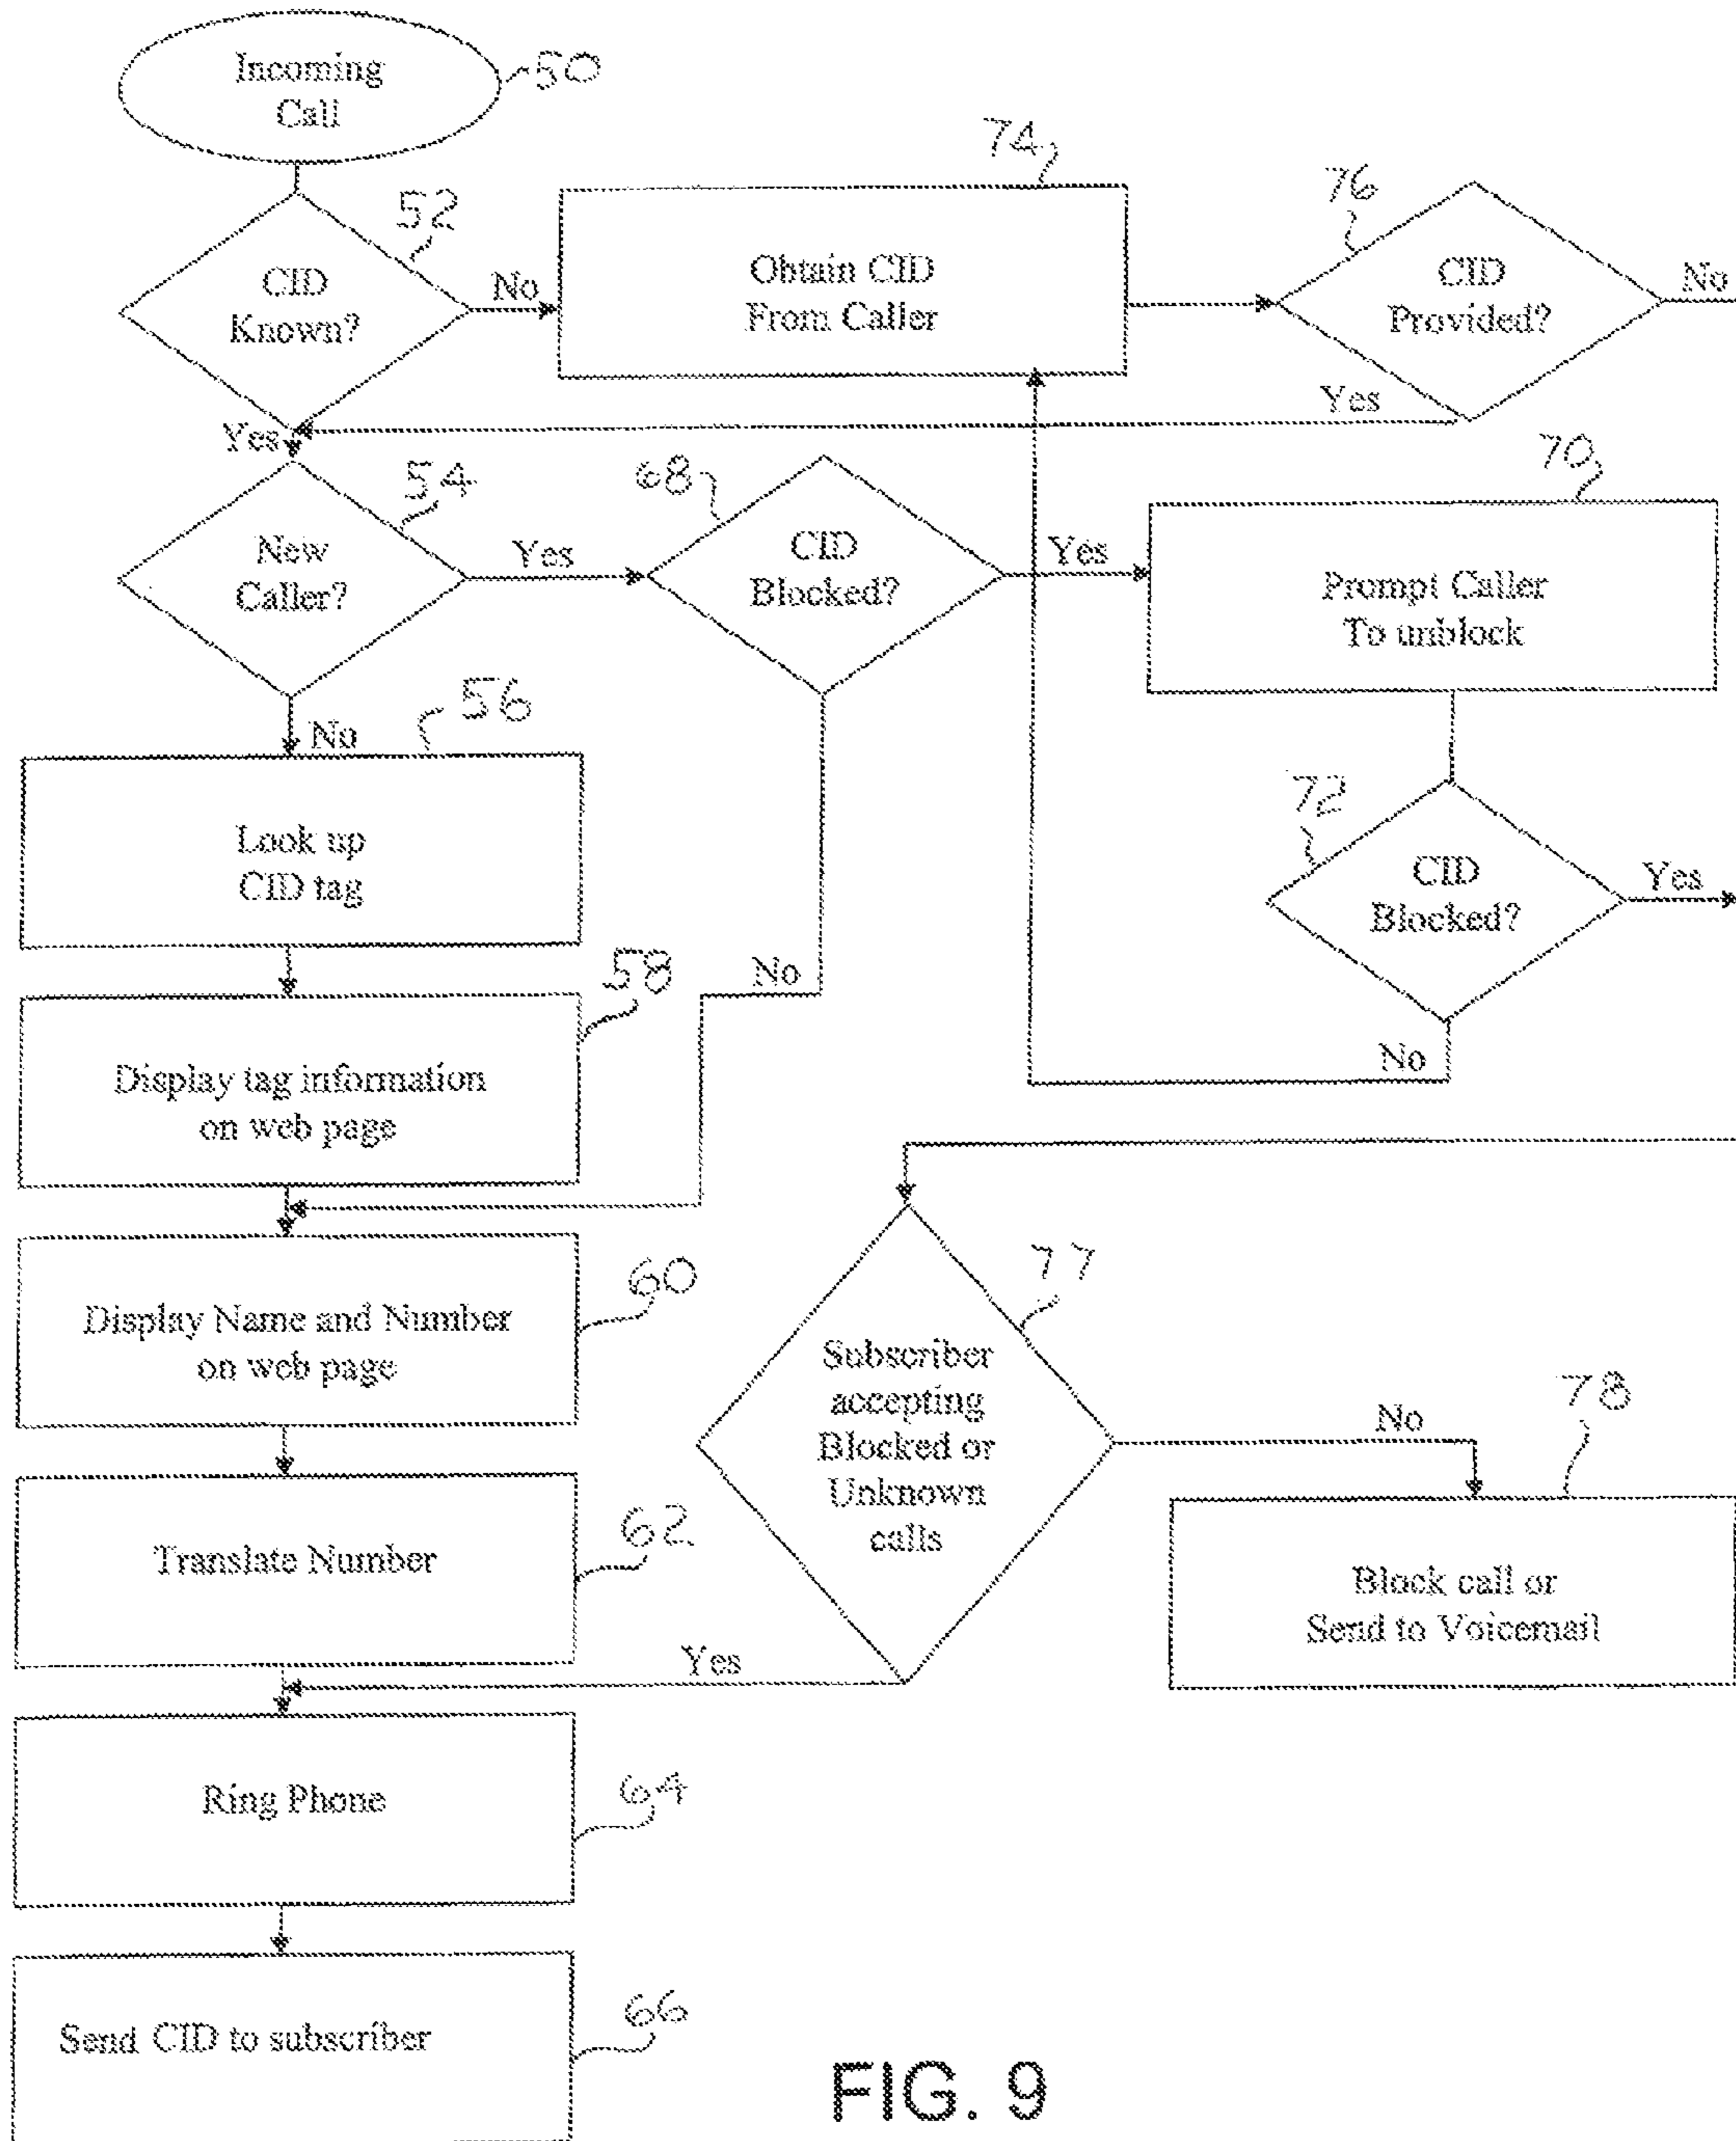 Incoming
Call
50
CID
Known?
52
No
Yes
Obtain CID
From Caller
74
CID
Provided?
76
No
Yes
New
Caller?
54
Yes
No
CID
Blocked?
68
Yes
No
Prompt Caller
To unblock
70
CID
Blocked?
72
Yes
No
Look up
CID tag
56
Display tag information
on web page
58
Display Name and Number
on web page
60
Translate Number
62
Subscriber
accepting
Blocked or
Unknown
calls
77
No
Yes
Block call or
Send to Voicemail
78
Ring Phone
64
Send CID to subscriber
66
FIG. 9